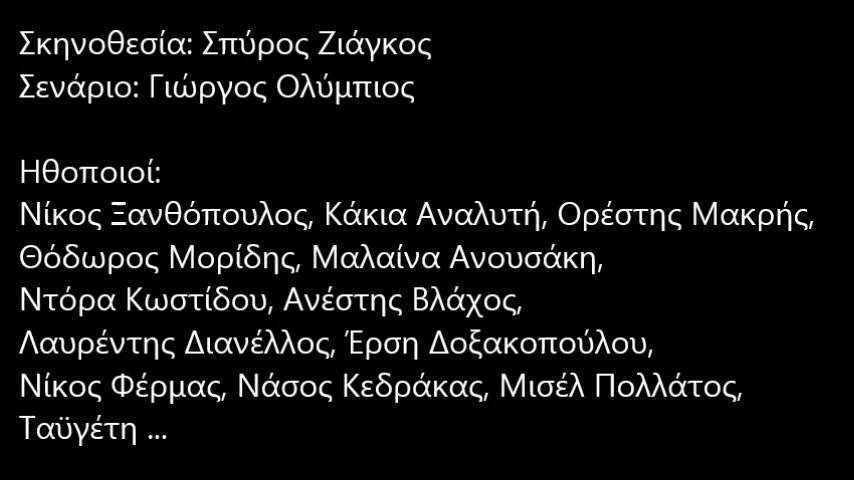 Σκηνοθεσία: Σπύρος Ζιάγκος
Σενάριο: Γιώργος Ολύμπιος
Ηθοποιοί:
Νίκος Ξανθόπουλος, Κάκια Αναλυτή, Ορέστης Μακρής,
Θόδωρος Μορίδης, Μαλαίνα Ανουσάκη,
Ντόρα Κωστίδου, Ανέστης Βλάχος,
Λαυρέντης Διανέλλος, Έρση Δοξακοπούλου,
Νίκος Φέρμας, Νάσος Κεδράκας, Μισέλ Πολλάτος,
Ταϋγέτη ...